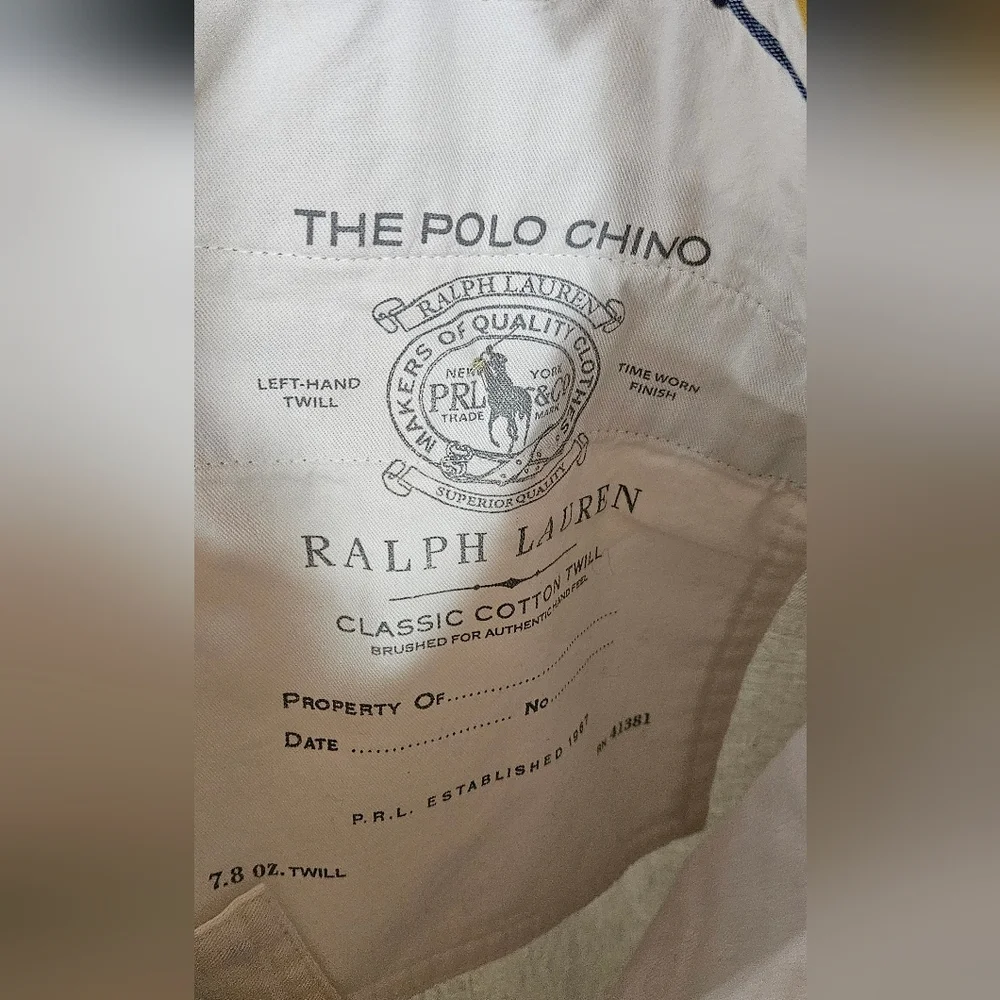 THE POLO CHINO
RALPH LAUREN
MAKERS OF QUALITY CLOTHES
NEW YORK
PRL & Co
TRADE MARK
SUPERIOR QUALITY
LEFT-HAND
TWILL
TIME WORN
FINISH
RALPH LAUREN
CLASSIC COTTON TWILL
BRUSHED FOR AUTHENTIC HAND FEEL
PROPERTY OF..............................
DATE ...................... NO............
P.R.L. ESTABLISHED 1967
RN 41381
7.8 OZ. TWILL